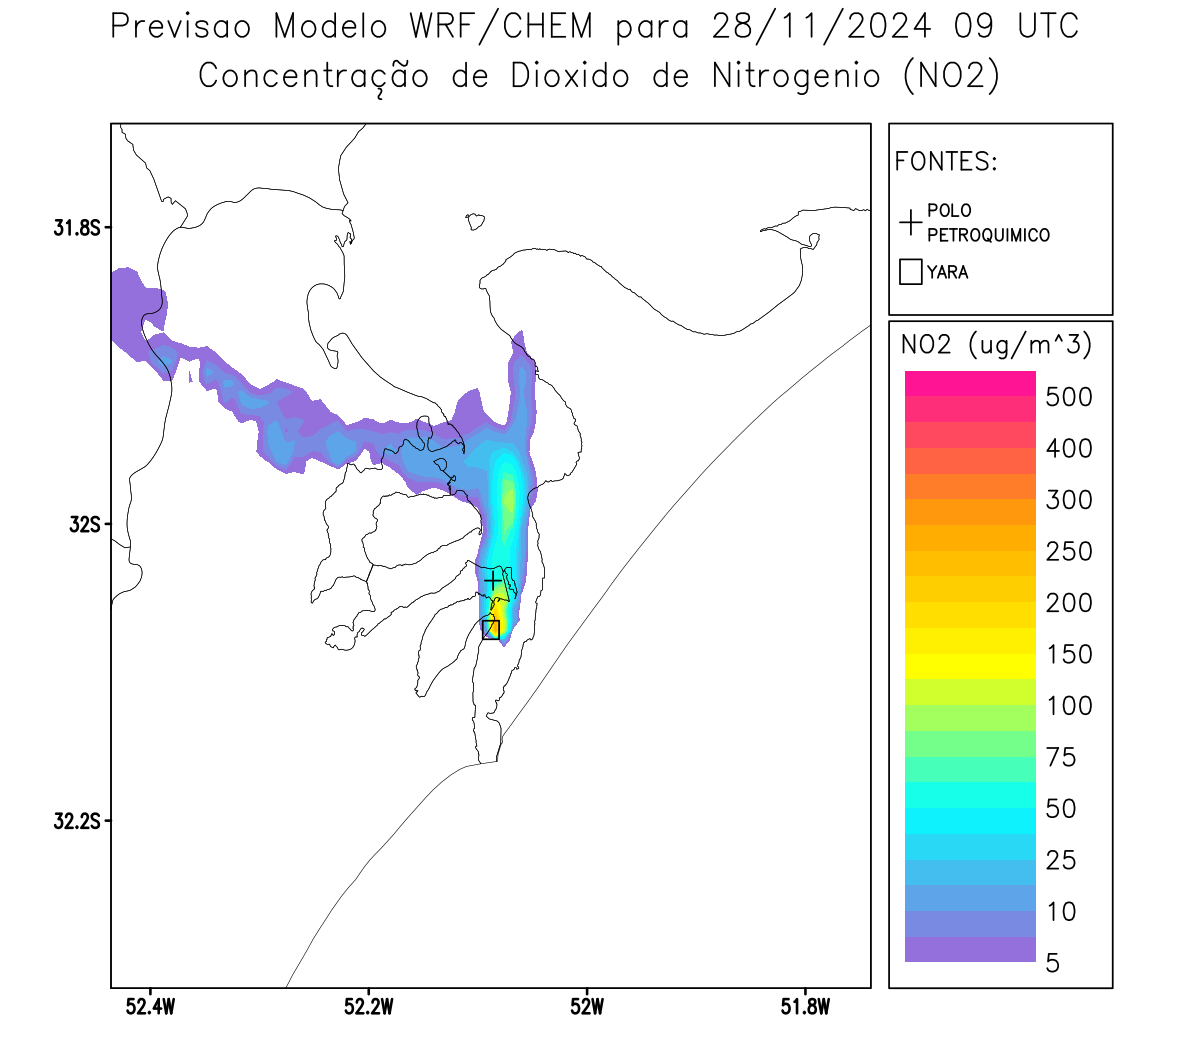 Previsao Modelo WRF/CHEM para 28/11/2024 09 UTC
Concentração de Dioxido de Nitrogenio (NO2)
FONTES:
POLO
PETROQUIMICO
YARA
NO2 (ug/m^3)
500
400
300
250
200
150
100
75
50
25
10
5
31.8S
32S
32.2S
52.4W
52.2W
52W
51.8W